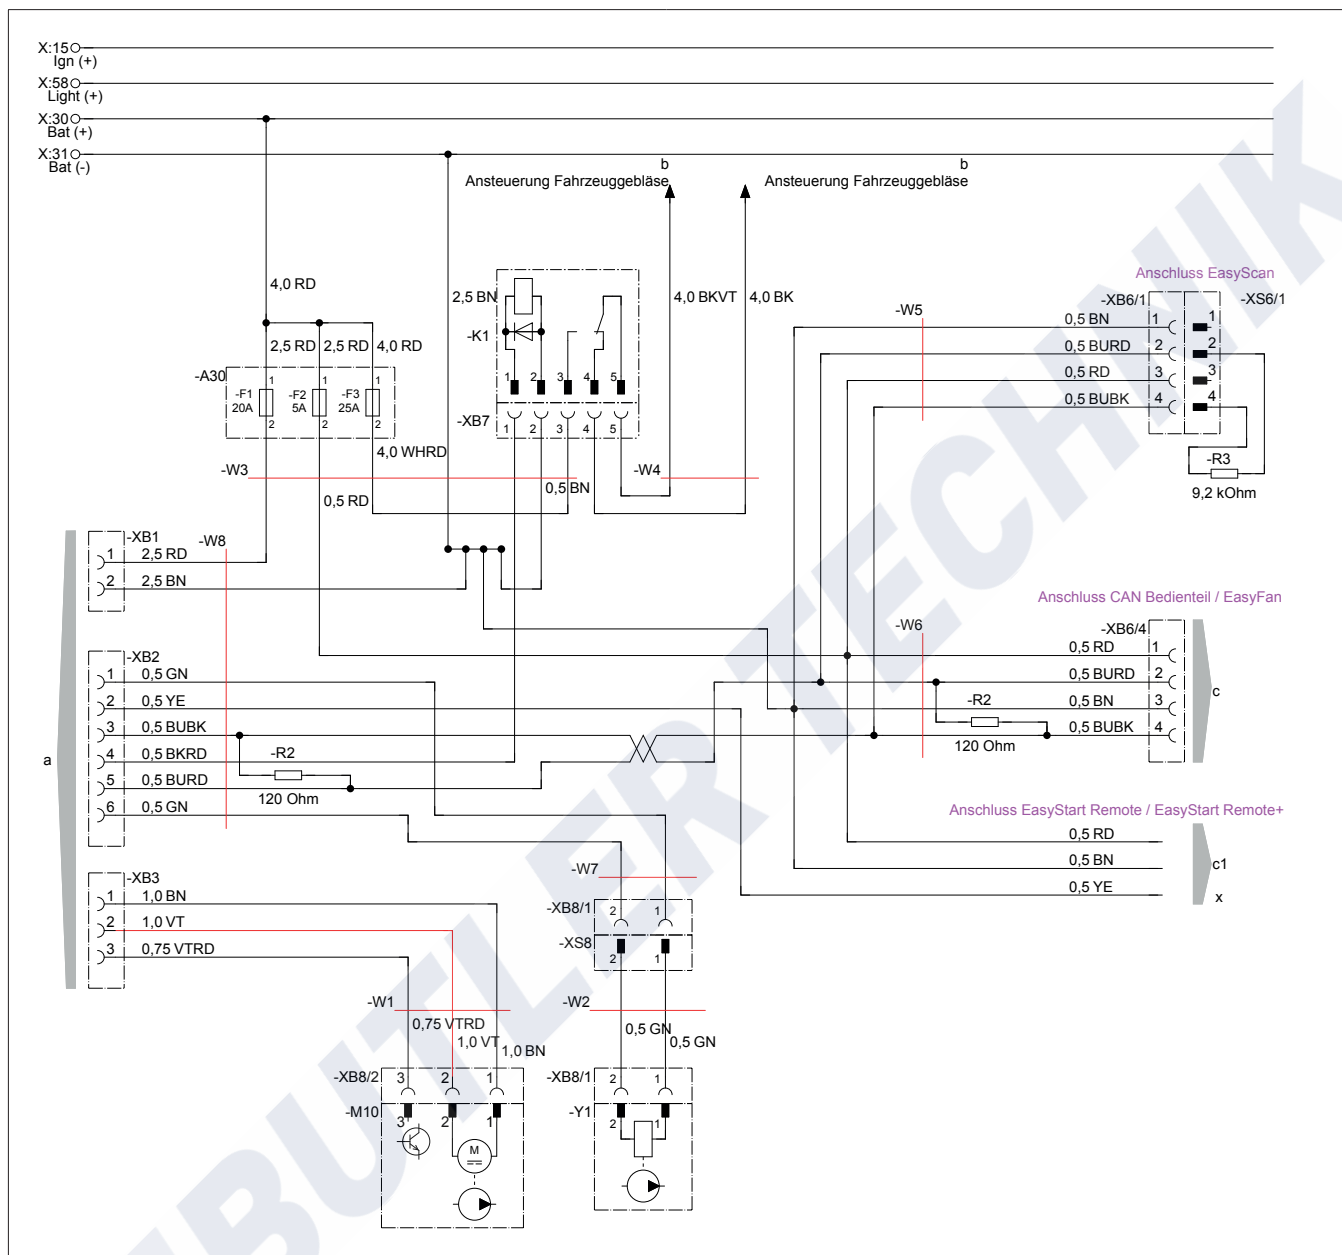 X:15
Ign (+)
X:58
Light (+)
X:30
Bat (+)
X:31
Bat (-)
b
b
Ansteuerung Fahrzeuggebläse
Ansteuerung Fahrzeuggebläse
4,0 RD
2,5 BN
4,0 BKVT
4,0 BK
Anschluss EasyScan
-XB6/1
-XS6/1
-W5
0,5 BN
1
1
0,5 BURD
2
2
0,5 RD
3
3
0,5 BUBK
4
4
-R3
9,2 kOhm
2,5 RD
2,5 RD
4,0 RD
-K1
1
2
3
4
5
-A30
1
1
1
-F1
20A
-F2
5A
-F3
25A
2
2
2
-XB7
1
2
3
4
5
4,0 WHRD
-W3
0,5 RD
0,5 BN
-W4
-XB1
-W8
1
2,5 RD
2
2,5 BN
Anschluss CAN Bedienteil / EasyFan
-W6
-XB6/4
0,5 RD
1
0,5 BURD
2
0,5 BN
3
0,5 BUBK
4
c
-R2
120 Ohm
-XB2
1
0,5 GN
2
0,5 YE
3
0,5 BUBK
4
0,5 BKRD
5
0,5 BURD
6
0,5 GN
-R2
120 Ohm
a
Anschluss EasyStart Remote / EasyStart Remote+
0,5 RD
0,5 BN
0,5 YE
c1
x
-XB3
1
1,0 BN
2
1,0 VT
3
0,75 VTRD
-W7
-XB8/1
2
1
-XS8
2
1
-W1
0,75 VTRD
1,0 VT
1,0 BN
-W2
0,5 GN
0,5 GN
-XB8/2
3
2
1
-M10
3
2
1
M
-XB8/1
2
1
-Y1
2
1
BUTLER TECHNIK